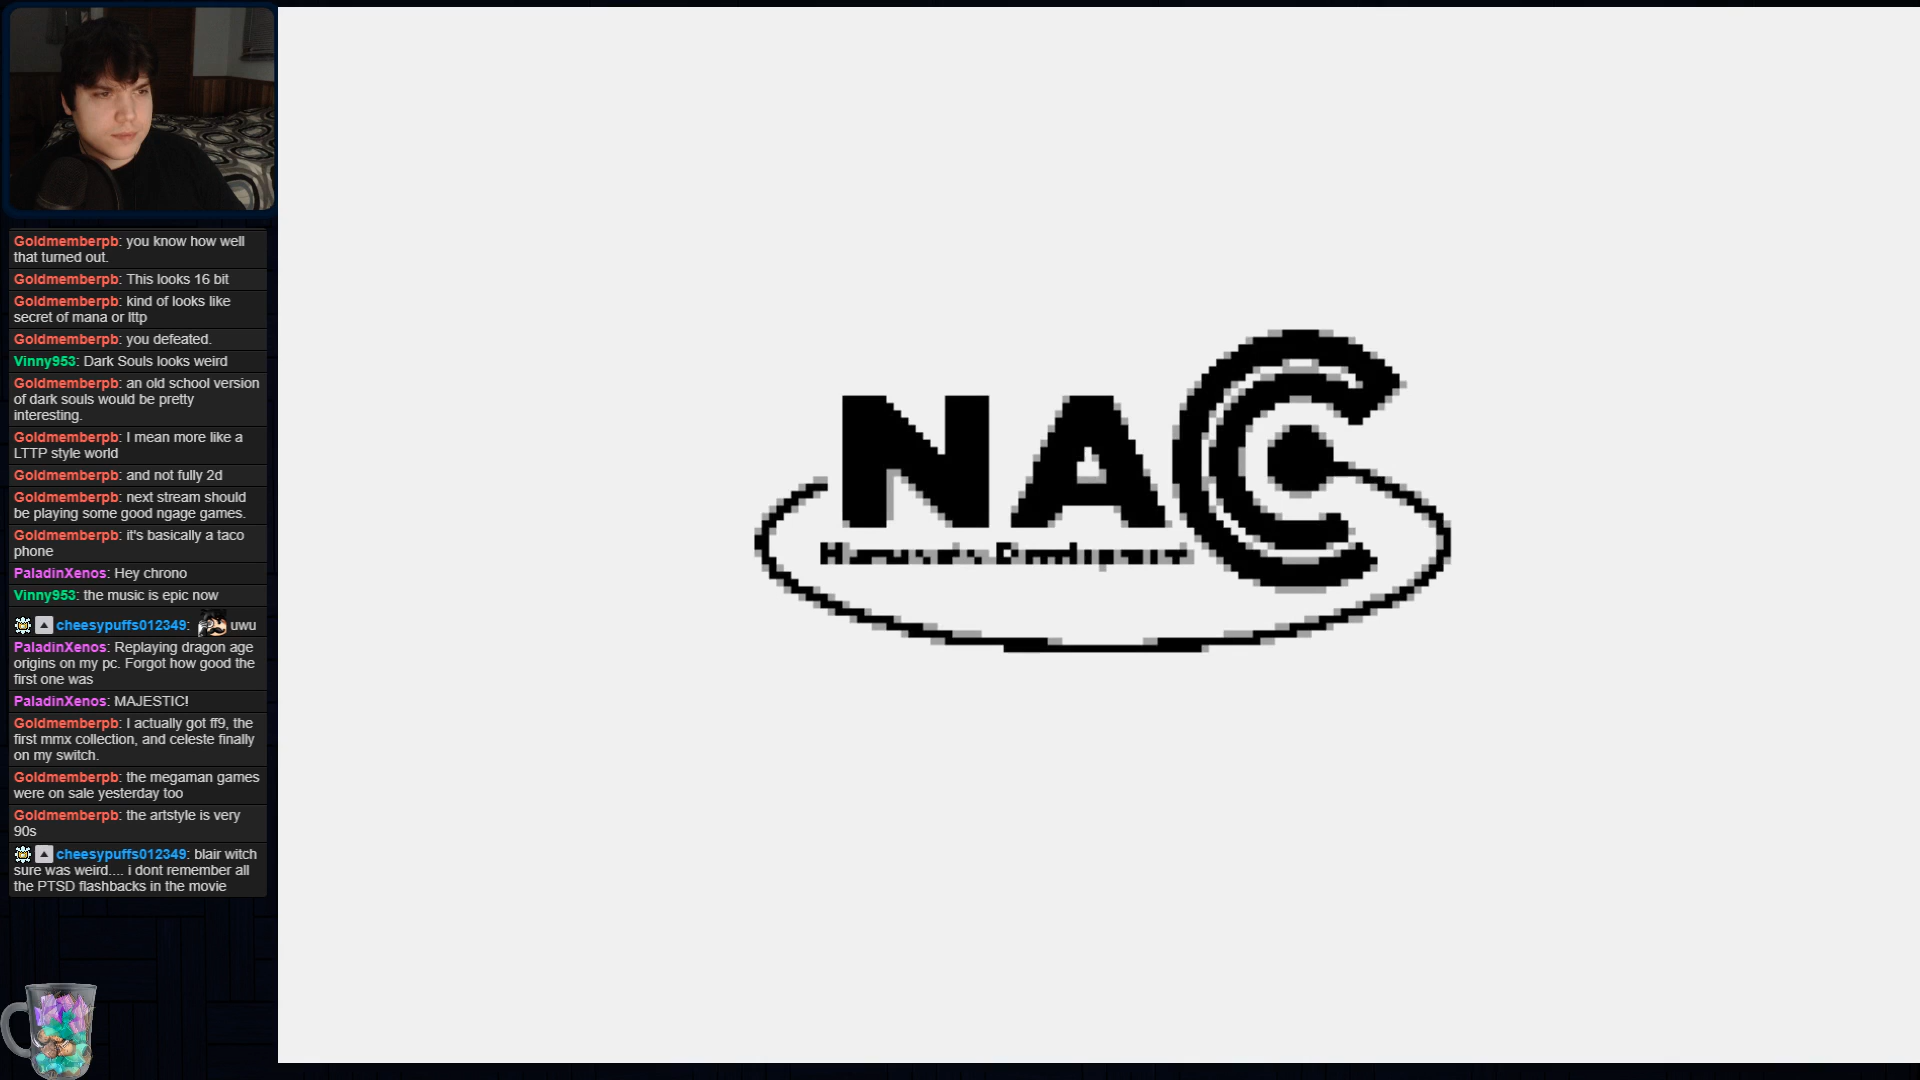 Goldmemberpb: you know how well
that turned out.
Goldmemberpb: This looks 16 bit
Goldmemberpb: kind of looks like
secret of mana or lttp
Goldmemberpb: you defeated.
Vinny953: Dark Souls looks weird
Goldmemberpb: an old school version
of dark souls would be pretty
interesting.
Goldmemberpb: I mean more like a
LTTP style world
Goldmemberpb: and not fully 2d
Goldmemberpb: next stream should
be playing some good ngage games.
Goldmemberpb: it's basically a taco
phone
PaladinXenos: Hey chrono
Vinny953: the music is epic now
cheesypuffs012349: uwu
PaladinXenos: Replaying dragon age
origins on my pc. Forgot how good the
first one was
PaladinXenos: MAJESTIC!
Goldmemberpb: I actually got ff9, the
first mmx collection, and celeste finally
on my switch.
Goldmemberpb: the megaman games
were on sale yesterday too
Goldmemberpb: the artstyle is very
90s
cheesypuffs012349: blair witch
sure was weird.... i dont remember all
the PTSD flashbacks in the movie
NAC